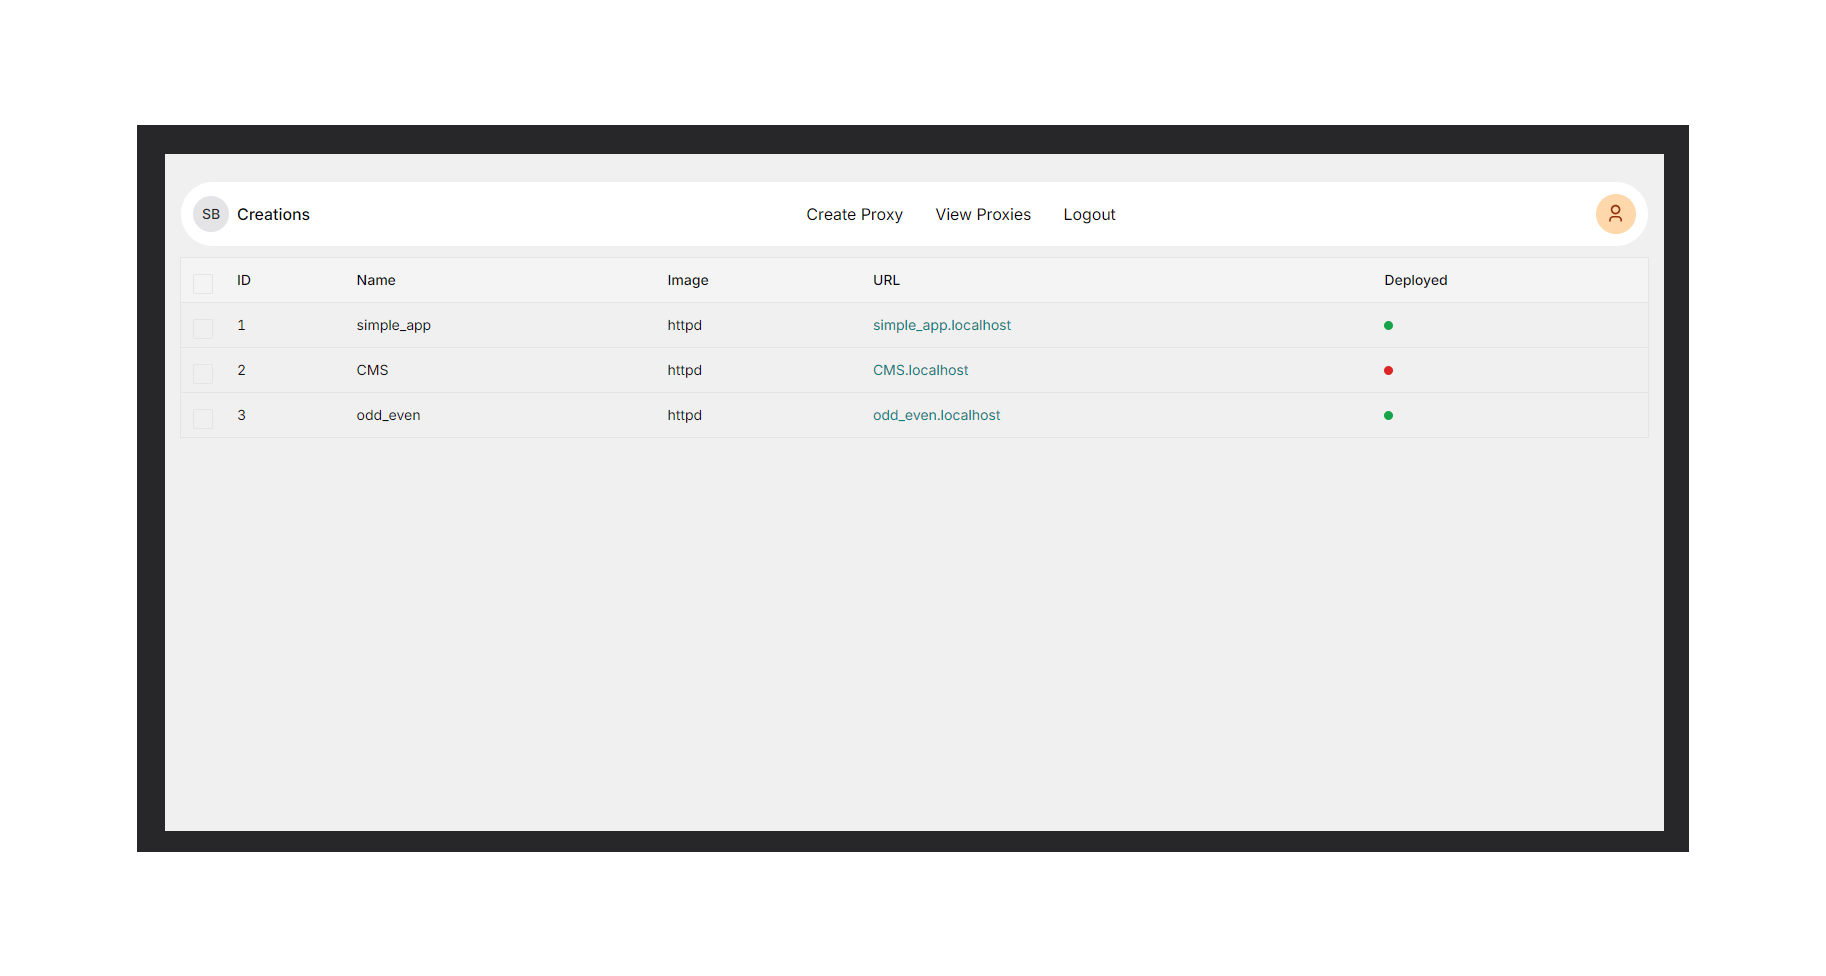 SB Creations Create Proxy View Proxies Logout
ID Name Image URL Deployed
1 simple_app httpd simple_app.localhost
2 CMS httpd CMS.localhost
3 odd_even httpd odd_even.localhost